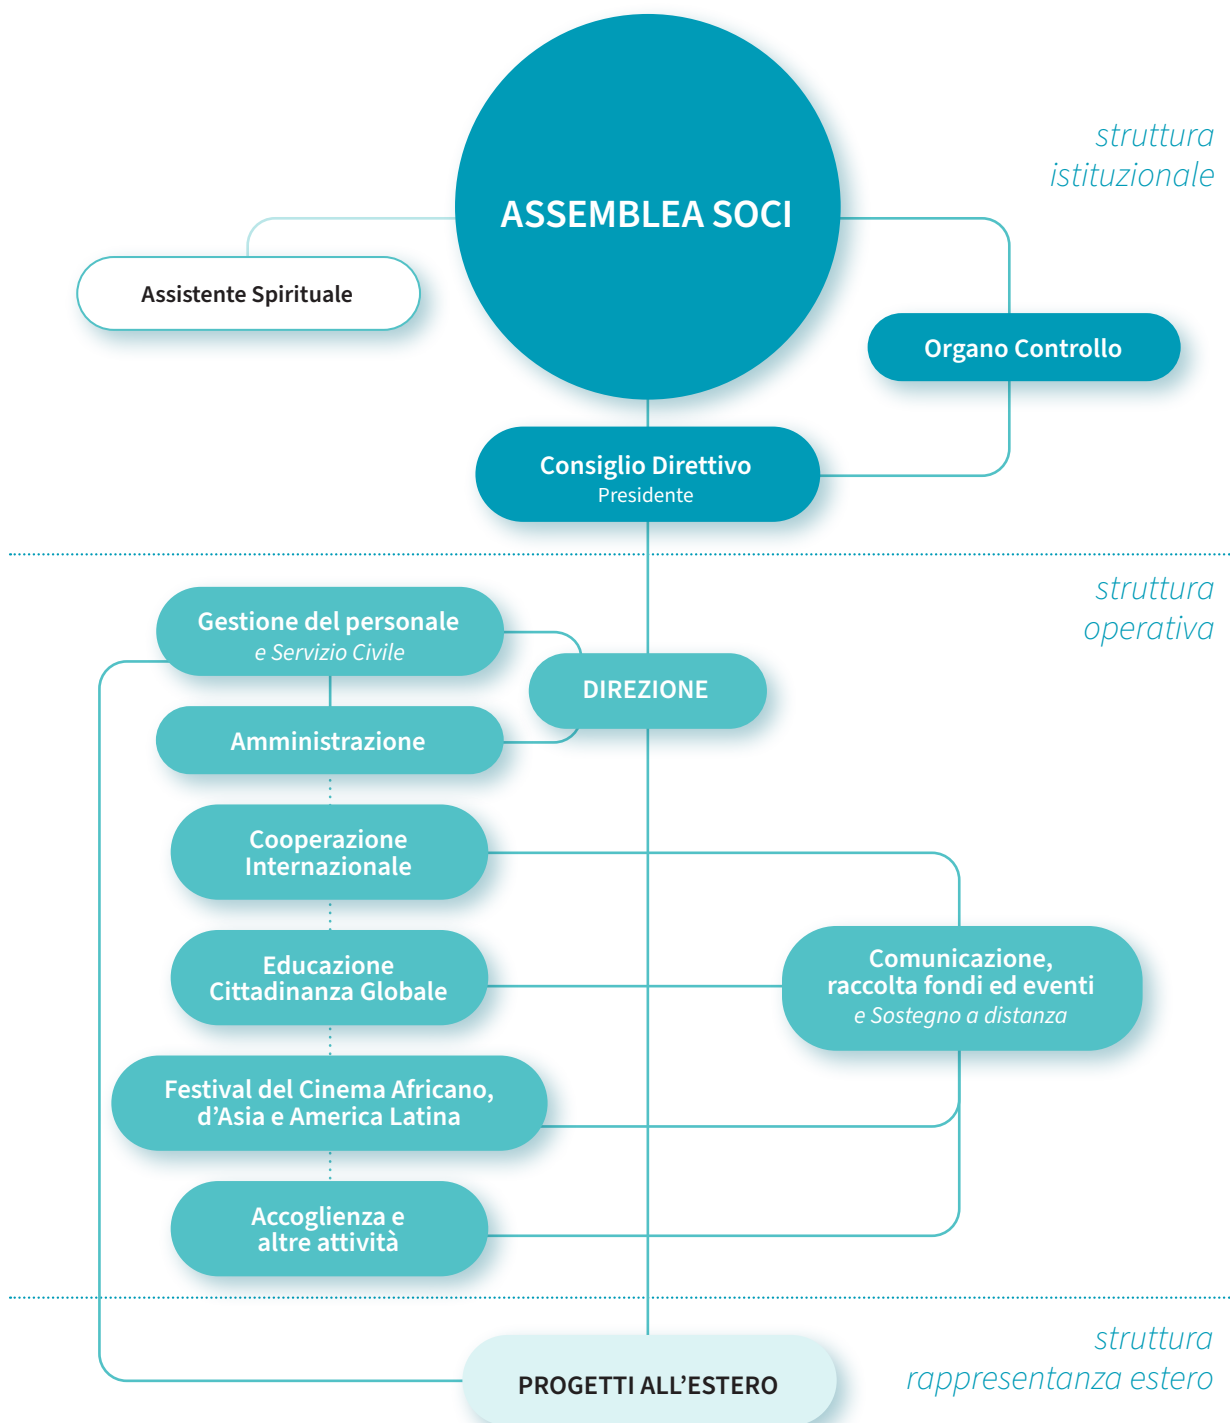 struttura
istituzionale
ASSEMBLEA SOCI
Assistente Spirituale
Organo Controllo
Consiglio Direttivo
Presidente
struttura
operativa
Gestione del personale
e Servizio Civile
DIREZIONE
Amministrazione
Cooperazione
Internazionale
Educazione
Cittadinanza Globale
Comunicazione,
raccolta fondi ed eventi
e Sostegno a distanza
Festival del Cinema Africano,
d’Asia e America Latina
Accoglienza e
altre attività
struttura
rappresentanza estero
PROGETTI ALL’ESTERO